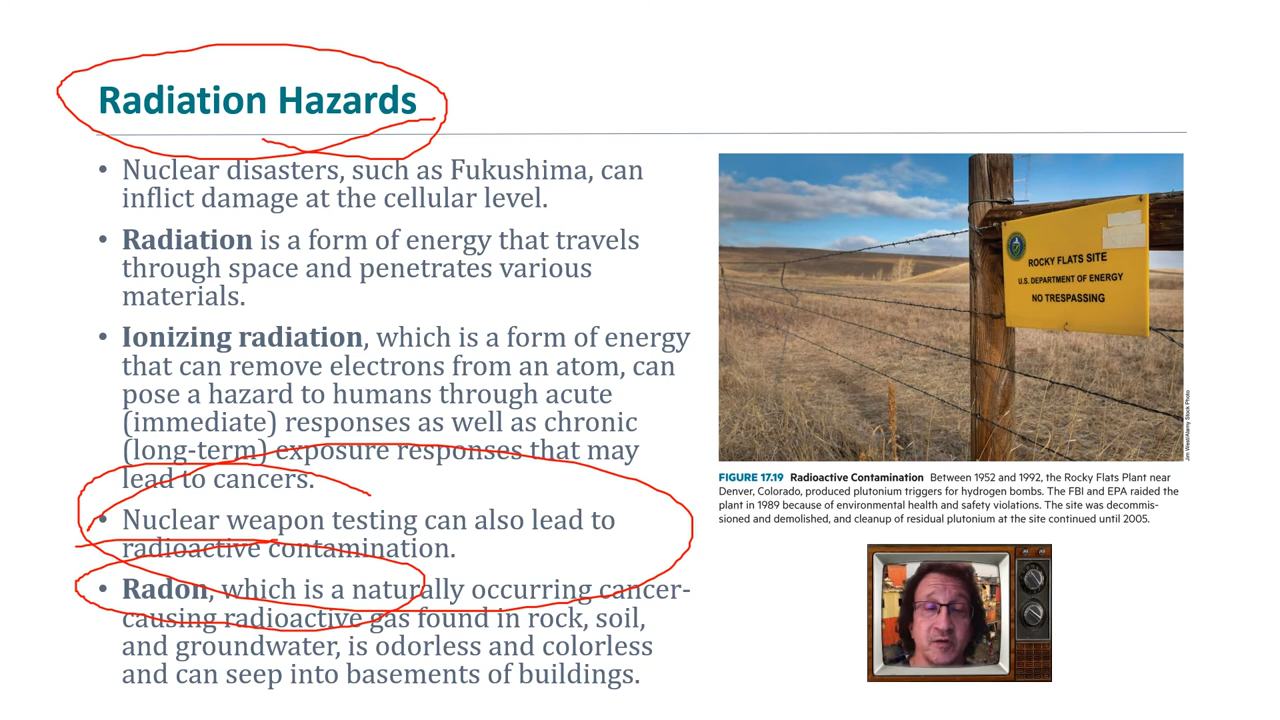 Radiation Hazards
• Nuclear disasters, such as Fukushima, can
inflict damage at the cellular level.
• Radiation is a form of energy that travels
through space and penetrates various
materials.
• Ionizing radiation, which is a form of energy
that can remove electrons from an atom, can
pose a hazard to humans through acute
(immediate) responses as well as chronic
(long-term) exposure responses that may
lead to cancers.
• Nuclear weapon testing can also lead to
radioactive contamination.
• Radon, which is a naturally occurring cancer-
causing radioactive gas found in rock, soil,
and groundwater, is odorless and colorless
and can seep into basements of buildings.
ROCKY FLATS SITE
U.S. DEPARTMENT OF ENERGY
NO TRESPASSING
Jim West/Alamy Stock Photo
FIGURE 17.19 Radioactive Contamination Between 1952 and 1992, the Rocky Flats Plant near
Denver, Colorado, produced plutonium triggers for hydrogen bombs. The FBI and EPA raided the
plant in 1989 because of environmental health and safety violations. The site was decommis-
sioned and demolished, and cleanup of residual plutonium at the site continued until 2005.